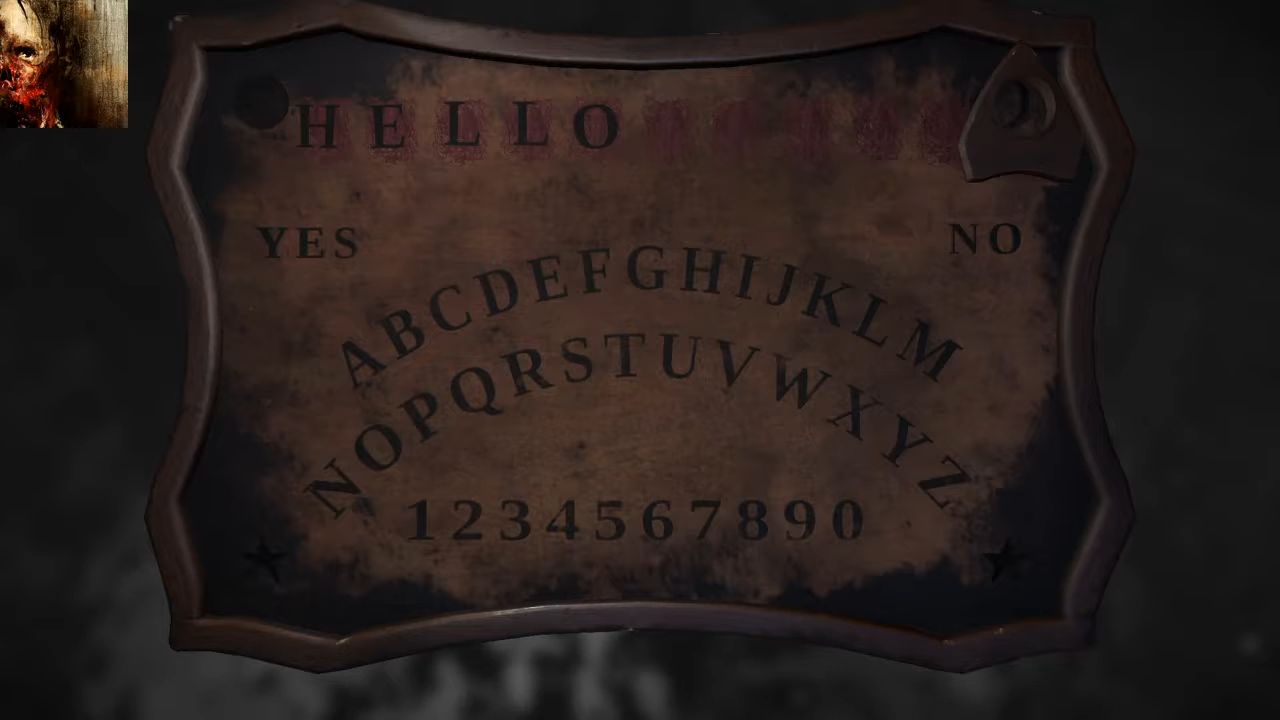 HELLO
YES NO
ABCDEFGHIJKLM
NOPQRSTUVWXYZ
1234567890